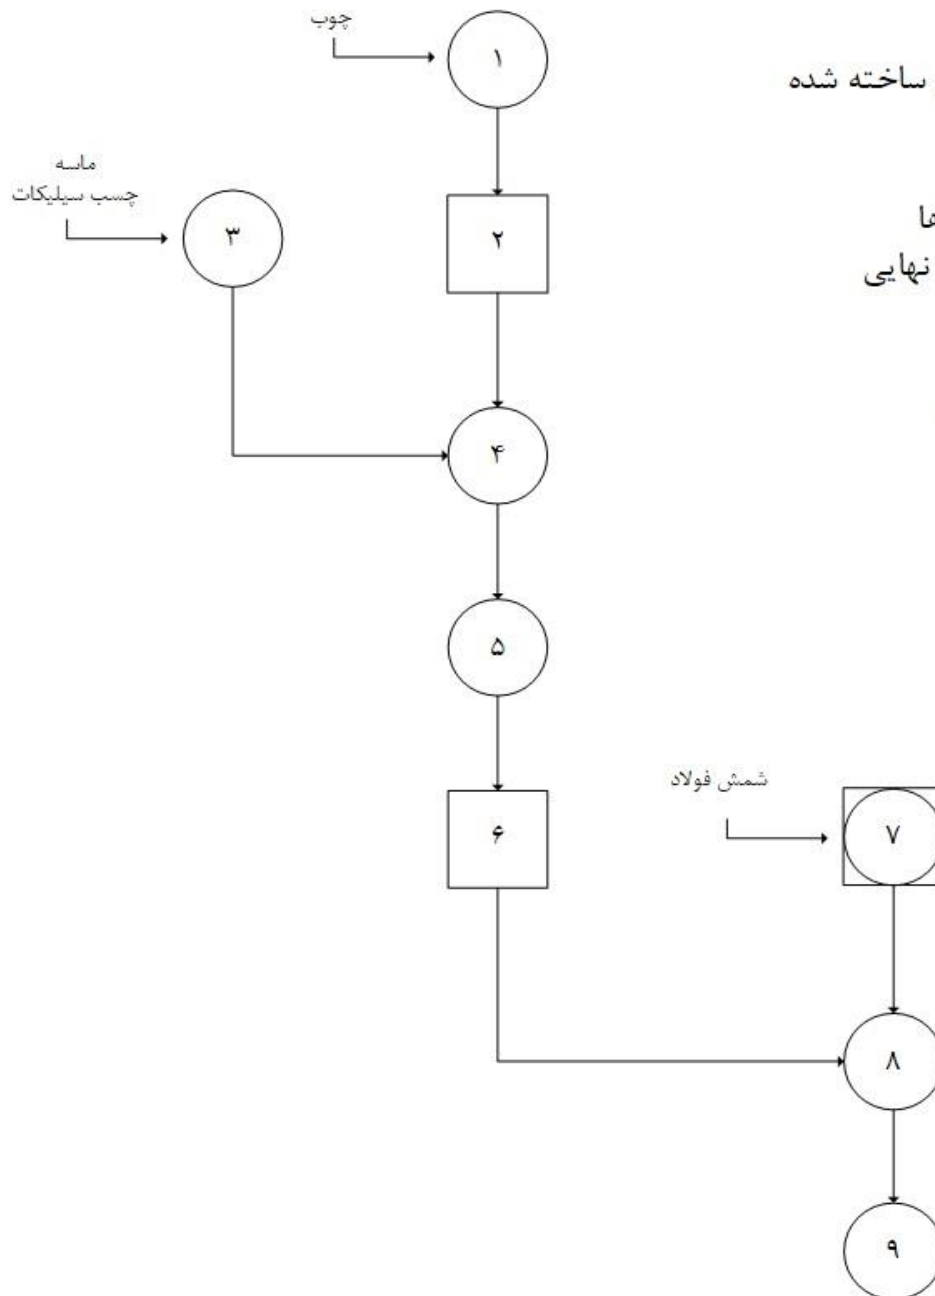 چوب
۱
ساخته شده
ماسه
چسب سیلیکات
۳
۲
ها
نهایی
۴
۵
شمش فولاد
۶
۷
۸
۹